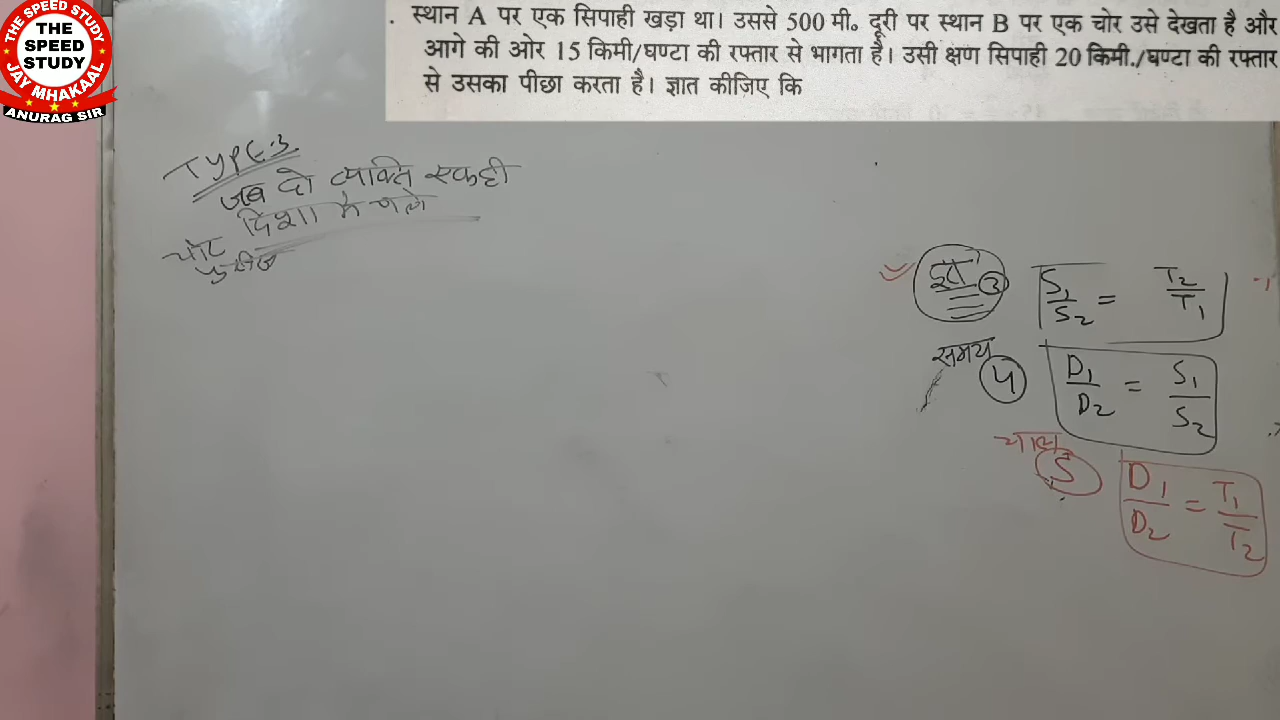 THE SPEED STUDY
THE
SPEED
STUDY
JAY MHAKAAL
ANURAG SIR
. स्थान A पर एक सिपाही खड़ा था। उससे 500 मी० दूरी पर स्थान B पर एक चोर उसे देखता है और
आगे की ओर 15 किमी/घण्टा की रफ्तार से भागता है। उसी क्षण सिपाही 20 किमी./घण्टा की रफ्तार
से उसका पीछा करता है। ज्ञात कीजिए कि
TYPE-3
जब दो व्यक्ति एकही
दिशा में चले
चोर
पुलीस
③ S1/S2 = T2/T1
समय
④ D1/D2 = S1/S2
चाल
5 D1/D2 = T1/T2